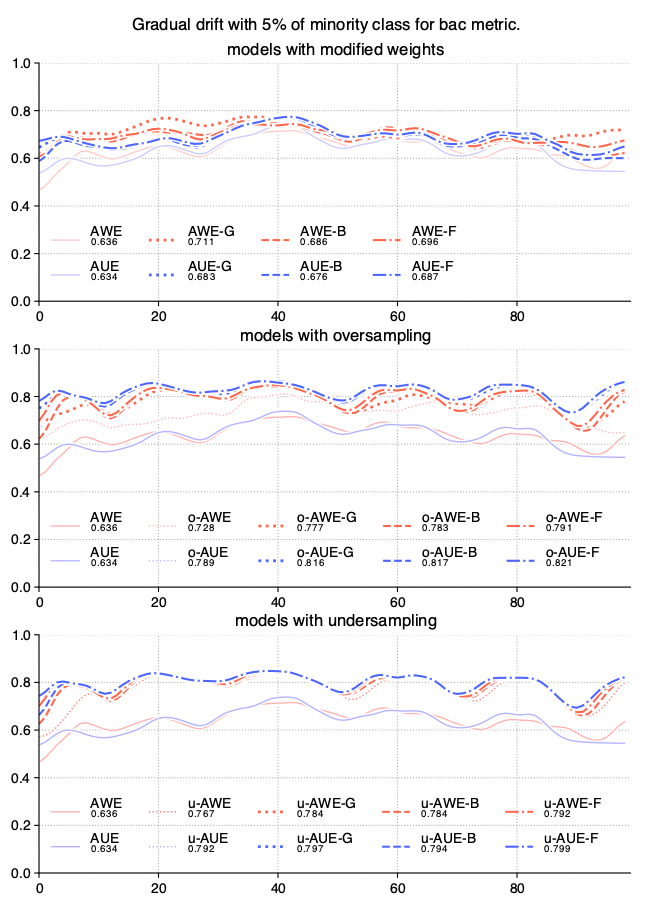 Gradual drift with 5% of minority class for bac metric.
models with modified weights
1.0
0.8
0.6
0.4
0.2
0.0
AWE AWE-G AWE-B AWE-F
0.636 0.711 0.686 0.696
AUE AUE-G AUE-B AUE-F
0.634 0.683 0.676 0.687
0 20 40 60 80
models with oversampling
1.0
0.8
0.6
0.4
0.2
0.0
AWE o-AWE o-AWE-G o-AWE-B o-AWE-F
0.636 0.728 0.777 0.783 0.791
AUE o-AUE o-AUE-G o-AUE-B o-AUE-F
0.634 0.789 0.816 0.817 0.821
0 20 40 60 80
models with undersampling
1.0
0.8
0.6
0.4
0.2
0.0
AWE u-AWE u-AWE-G u-AWE-B u-AWE-F
0.636 0.767 0.784 0.784 0.792
AUE u-AUE u-AUE-G u-AUE-B u-AUE-F
0.634 0.792 0.797 0.794 0.799
0 20 40 60 80